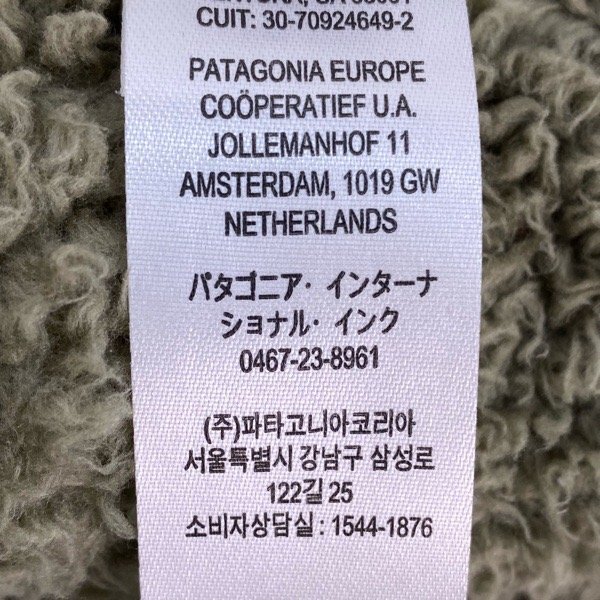 CUIT: 30-70924649-2
PATAGONIA EUROPE
COÖPERATIEF U.A.
JOLLEMANHOF 11
AMSTERDAM, 1019 GW
NETHERLANDS
パタゴニア・インターナ
ショナル・インク
0467-23-8961
(주)파타고니아코리아
서울특별시 강남구 삼성로
122길 25
소비자상담실 : 1544-1876